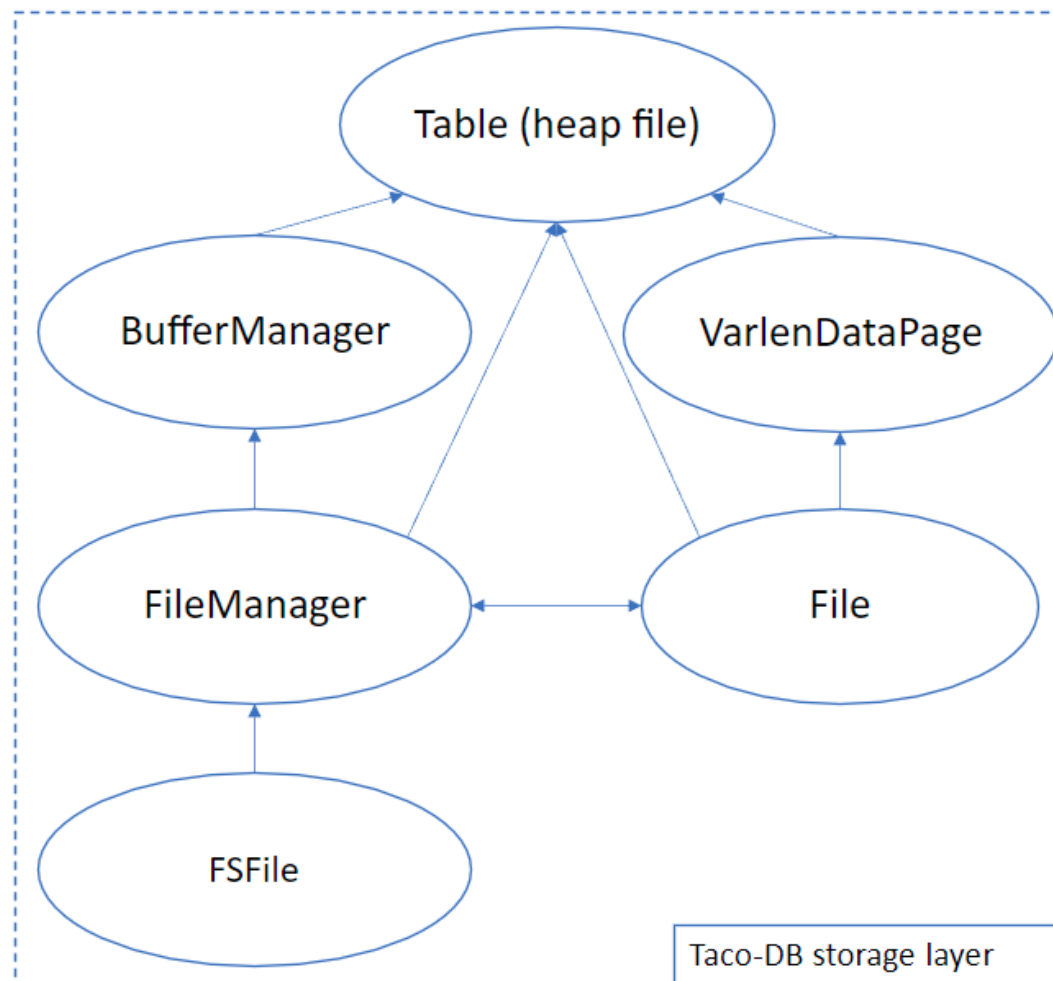 Table (heap file)
BufferManager
VarlenDataPage
FileManager
File
FSFile
Taco-DB storage layer